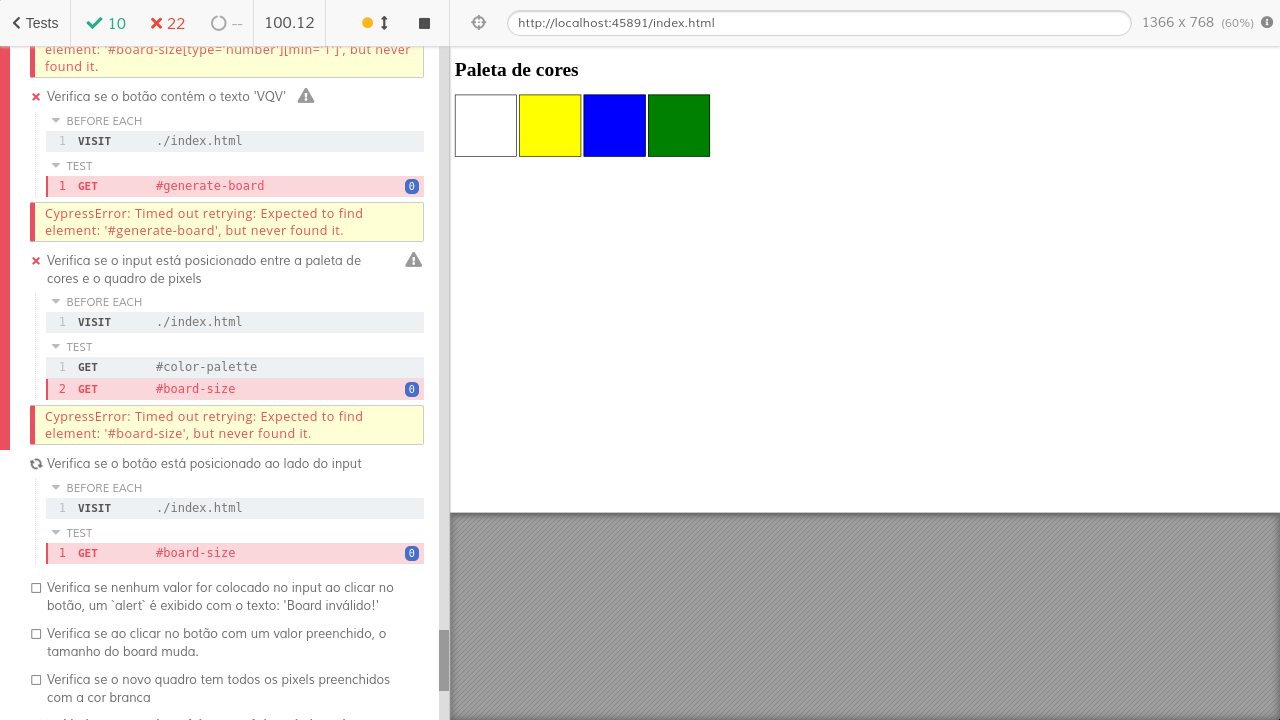 Tests
10
22
--
100.12
http://localhost:45891/index.html
1366 x 768 (60%)
element: '#board-size[type='number'][min='1']', but never
found it.
Verifica se o botão contém o texto 'VQV'
BEFORE EACH
1 VISIT ./index.html
TEST
1 GET #generate-board 0
CypressError: Timed out retrying: Expected to find
element: '#generate-board', but never found it.
Verifica se o input está posicionado entre a paleta de
cores e o quadro de pixels
BEFORE EACH
1 VISIT ./index.html
TEST
1 GET #color-palette
2 GET #board-size 0
CypressError: Timed out retrying: Expected to find
element: '#board-size', but never found it.
Verifica se o botão está posicionado ao lado do input
BEFORE EACH
1 VISIT ./index.html
TEST
1 GET #board-size 0
Verifica se nenhum valor for colocado no input ao clicar no
botão, um `alert` é exibido com o texto: 'Board inválido!'
Verifica se ao clicar no botão com um valor preenchido, o
tamanho do board muda.
Verifica se o novo quadro tem todos os pixels preenchidos
com a cor branca
Paleta de cores